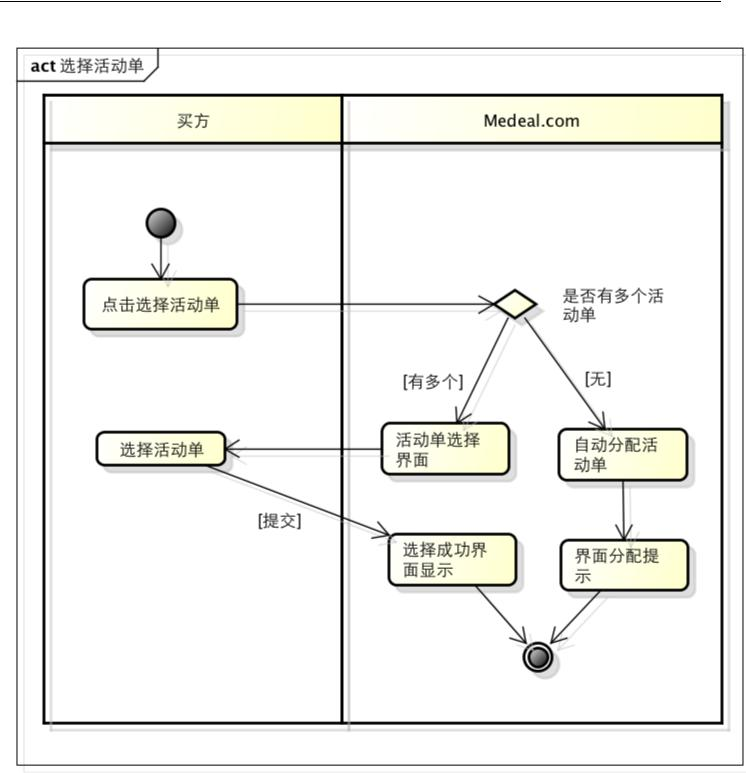 act 选择活动单
买方
Medeal.com
点击选择活动单
是否有多个活
动单
[有多个]
[无]
选择活动单
活动单选择
界面
自动分配活
动单
[提交]
选择成功界
面显示
界面分配提
示